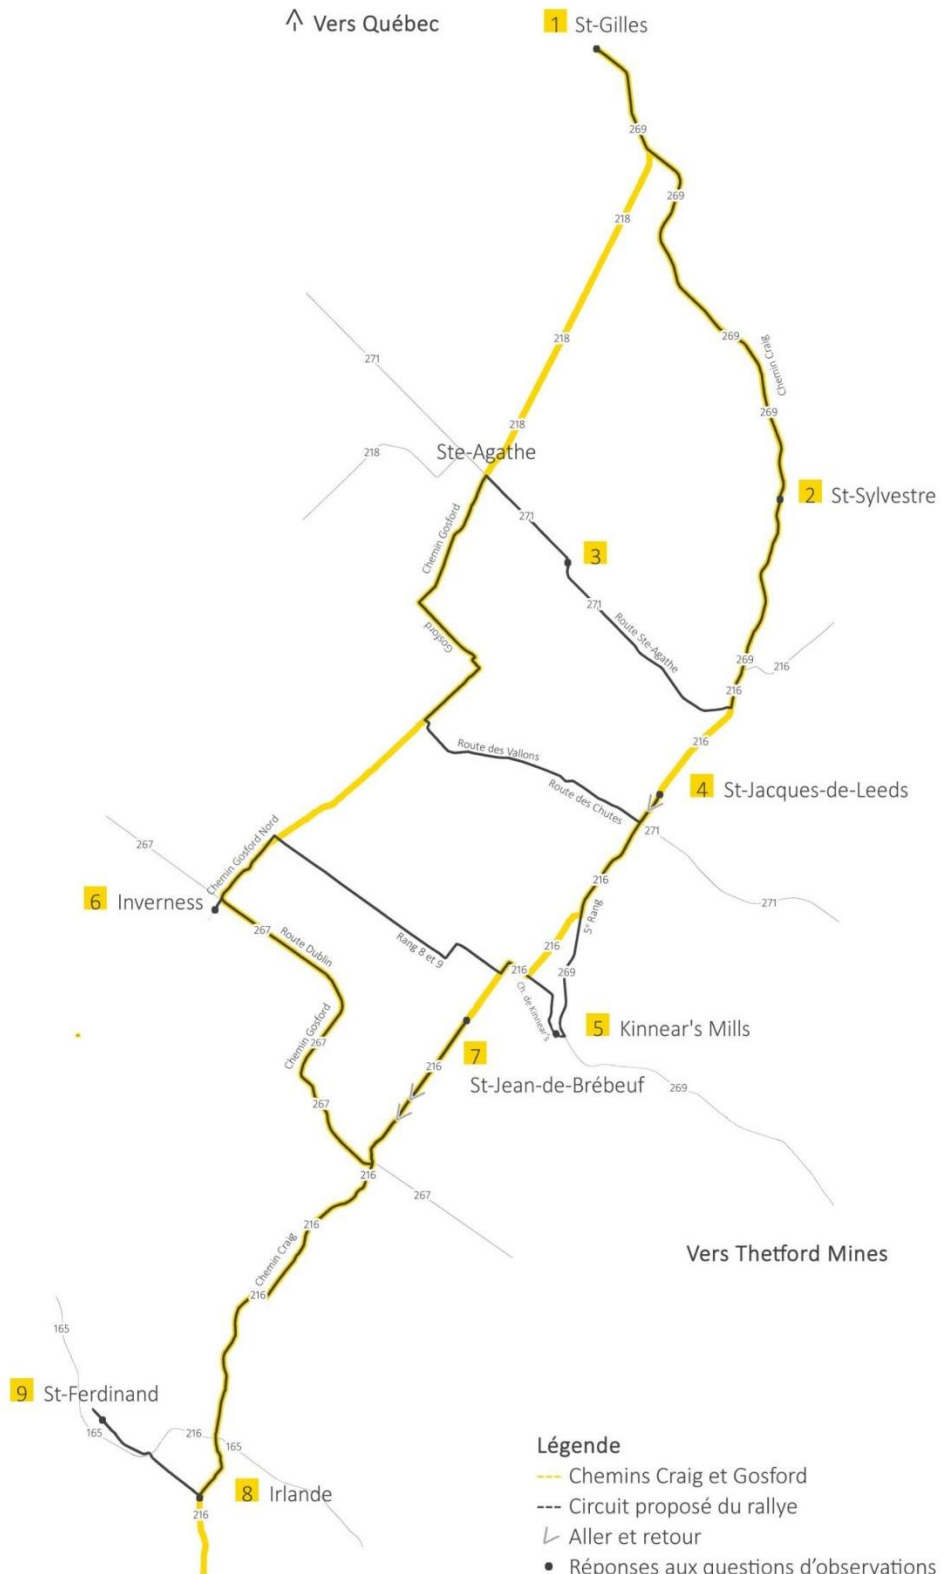 Vers Québec
1 St-Gilles
269
269
218
218
269
Chemin Craig
271
269
218
218
Ste-Agathe
2 St-Sylvestre
Chemin Gosford
271
3
271
Route Ste-Agathe
Gosford
269
216
216
216
Route des Vallons
Route des Chutes
4 St-Jacques-de-Leeds
271
267
Chemin Gosford Nord
216
271
6 Inverness
5e Rang
267
Route Dublin
Rang 8 et 9
216
216
269
Ch. de Kinnear's
5 Kinnear's Mills
Chemin Gosford
267
7
St-Jean-de-Brébeuf
216
269
267
216
267
216
Vers Thetford Mines
Chemin Craig
216
165
9 St-Ferdinand
165
216
165
8 Irlande
216
Légende
Chemins Craig et Gosford
Circuit proposé du rallye
Aller et retour
Réponses aux questions d'observations